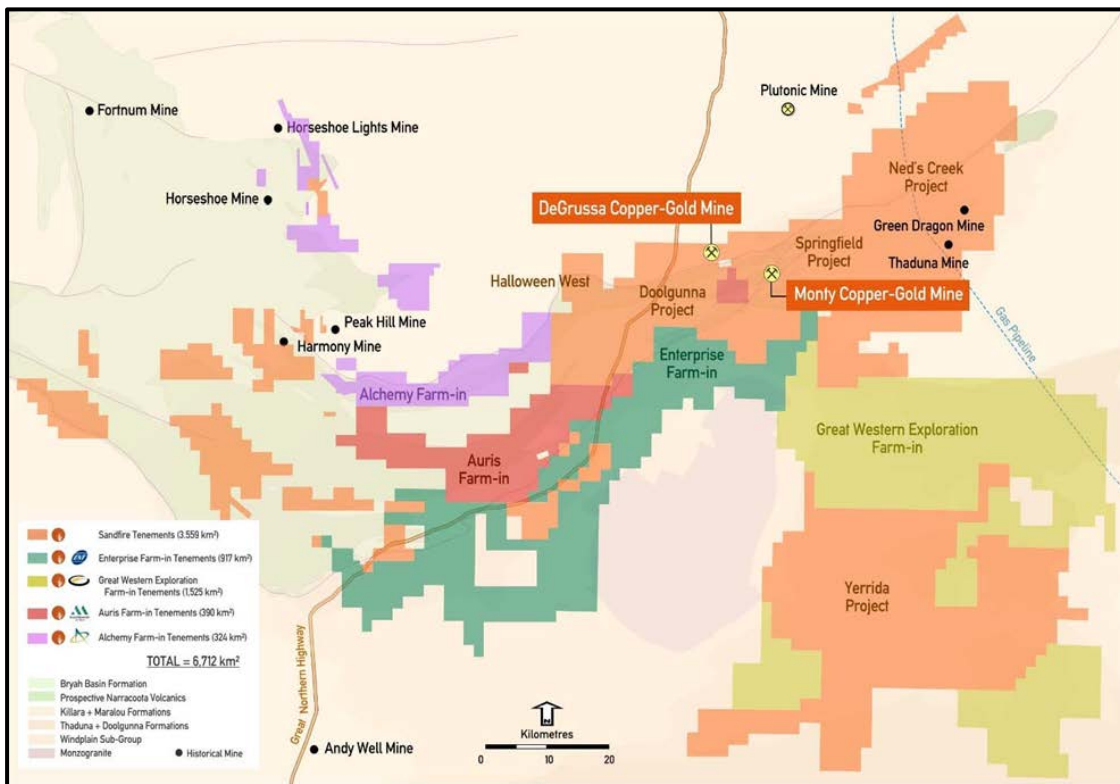 Fortnum Mine
Horseshoe Lights Mine
Plutonic Mine
Ned's Creek
Project
Horseshoe Mine
DeGrussa Copper-Gold Mine
Green Dragon Mine
Springfield
Project
Thaduna Mine
Halloween West
Doolgunna
Project
Monty Copper-Gold Mine
Gas Pipeline
Peak Hill Mine
Harmony Mine
Enterprise
Farm-in
Alchemy Farm-in
Great Western Exploration
Farm-in
Auris
Farm-in
Yerrida
Project
Great Northern Highway
Andy Well Mine
Kilometres
0 10 20
Sandfire Tenements (3.559 km²)
Enterprise Farm-in Tenements (917 km²)
Great Western Exploration
Farm-in Tenements (1,525 km²)
Auris Farm-in Tenements (390 km²)
Alchemy Farm-in Tenements (324 km²)
TOTAL = 6,712 km²
Bryah Basin Formation
Prospective Narracoota Volcanics
Killara + Maralou Formations
Thaduna + Doolgunna Formations
Windplain Sub-Group
Monzogranite
Historical Mine